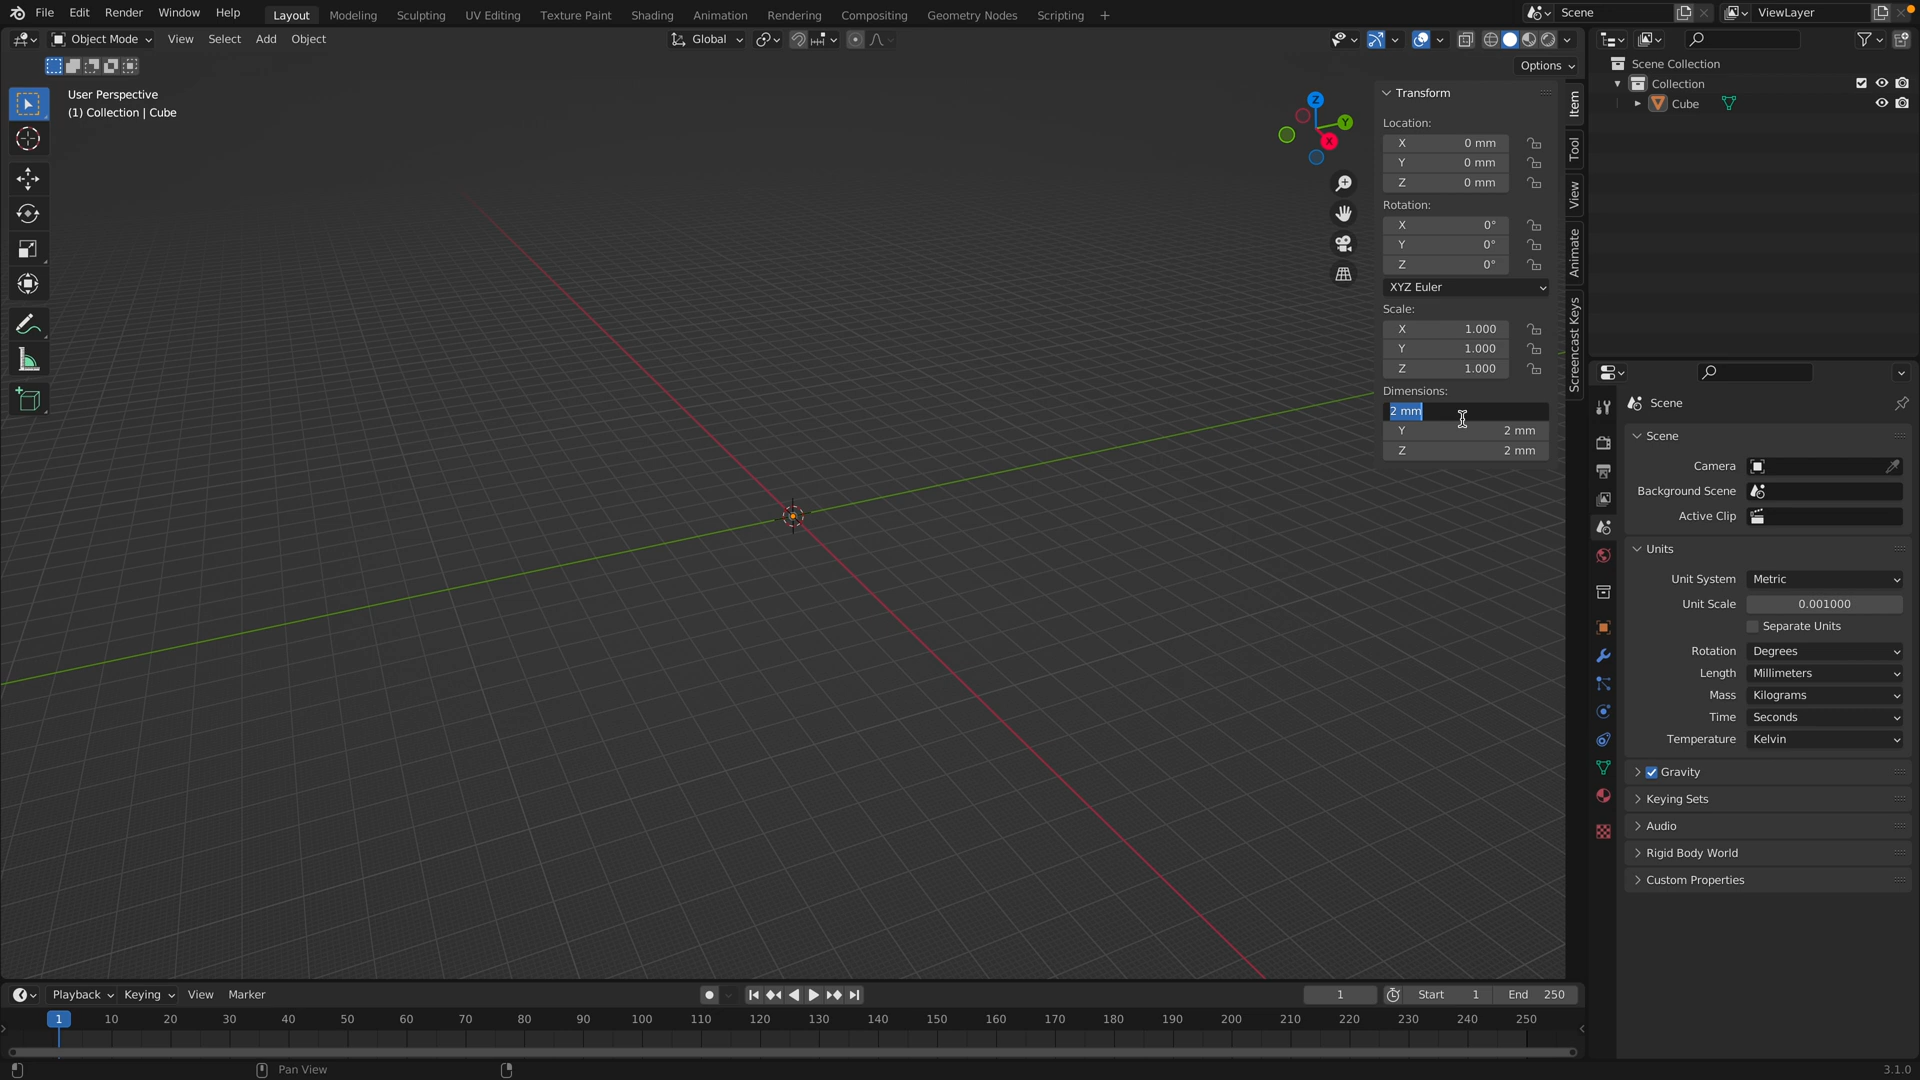 File Edit Render Window Help Layout Modeling Sculpting UV Editing Texture Paint Shading Animation Rendering Compositing Geometry Nodes Scripting + Scene ViewLayer
Object Mode View Select Add Object Global
Options
User Perspective
(1) Collection | Cube
Z
Y
X
Transform
Location:
X 0 mm
Y 0 mm
Z 0 mm
Rotation:
X 0°
Y 0°
Z 0°
XYZ Euler
Scale:
X 1.000
Y 1.000
Z 1.000
Dimensions:
2 mm
Y 2 mm
Z 2 mm
Item
Tool
View
Animate
Screencast Keys
Scene Collection
Collection
Cube
Scene
Scene
Camera
Background Scene
Active Clip
Units
Unit System Metric
Unit Scale 0.001000
Separate Units
Rotation Degrees
Length Millimeters
Mass Kilograms
Time Seconds
Temperature Kelvin
Gravity
Keying Sets
Audio
Rigid Body World
Custom Properties
Playback Keying View Marker 1 Start 1 End 250
1 10 20 30 40 50 60 70 80 90 100 110 120 130 140 150 160 170 180 190 200 210 220 230 240 250
Pan View 3.1.0